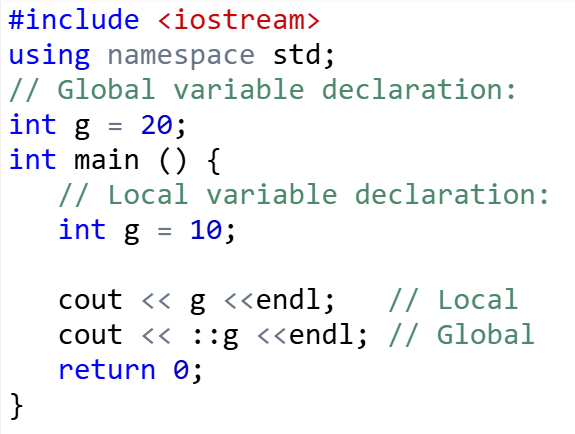 #include <iostream>
using namespace std;
// Global variable declaration:
int g = 20;
int main () {
   // Local variable declaration:
   int g = 10;

   cout << g <<endl;   // Local
   cout << ::g <<endl; // Global
   return 0;
}